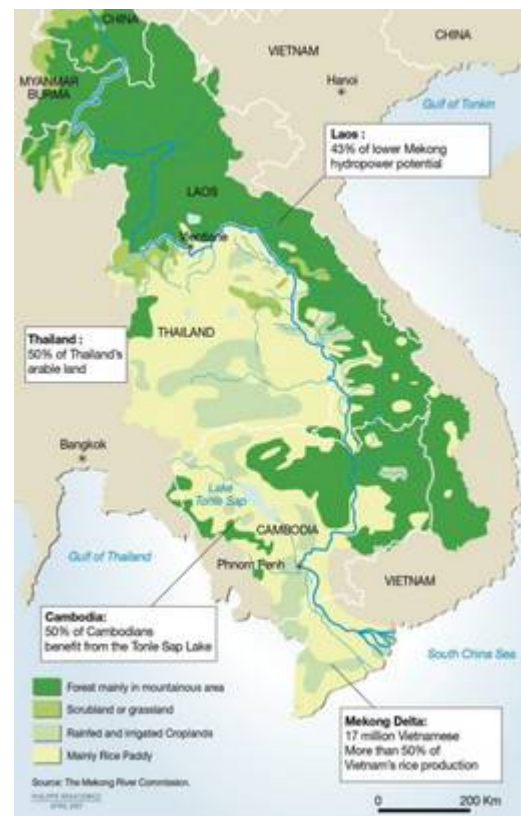 CHINA
VIETNAM
CHINA
MYANMAR
BURMA
Hanoi
Gulf of Tonkin
Laos :
43% of lower Mekong
hydropower potential
LAOS
Vientiane
Thailand :
50% of Thailand's
arable land
THAILAND
Bangkok
Lake
Tonle Sap
CAMBODIA
Gulf of Thailand
Phnom Penh
VIETNAM
Cambodia:
50% of Cambodians
benefit from the Tonle Sap Lake
South China Sea
Forest mainly in mountainous area
Scrubland or grassland
Rainfed and irrigated Croplands
Mainly Rice Paddy
Mekong Delta:
17 million Vietnamese
More than 50% of
Vietnam's rice production
Source: The Mekong River Commission.
PHILIPPE REKACEWICZ
APRIL 2007
0 200 Km